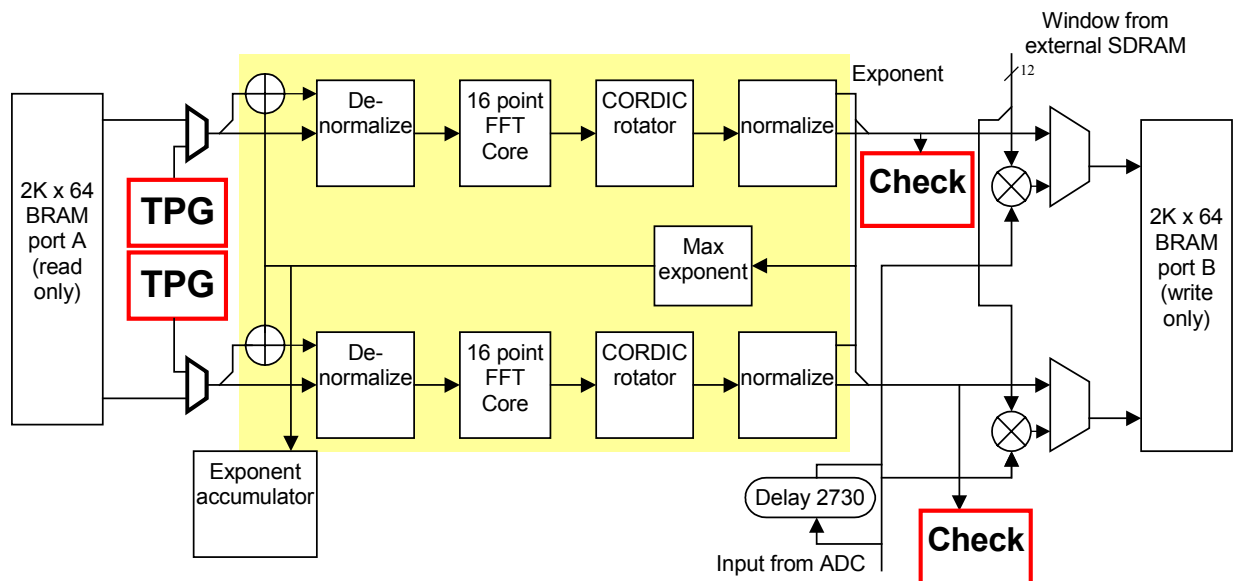 Window from
external SDRAM
12
Exponent
2K x 64
BRAM
port A
(read
only)
TPG
TPG
De-
normalize
16 point
FFT
Core
CORDIC
rotator
normalize
Check
2K x 64
BRAM
port B
(write
only)
Max
exponent
De-
normalize
16 point
FFT
Core
CORDIC
rotator
normalize
Exponent
accumulator
Delay 2730
Input from ADC
Check